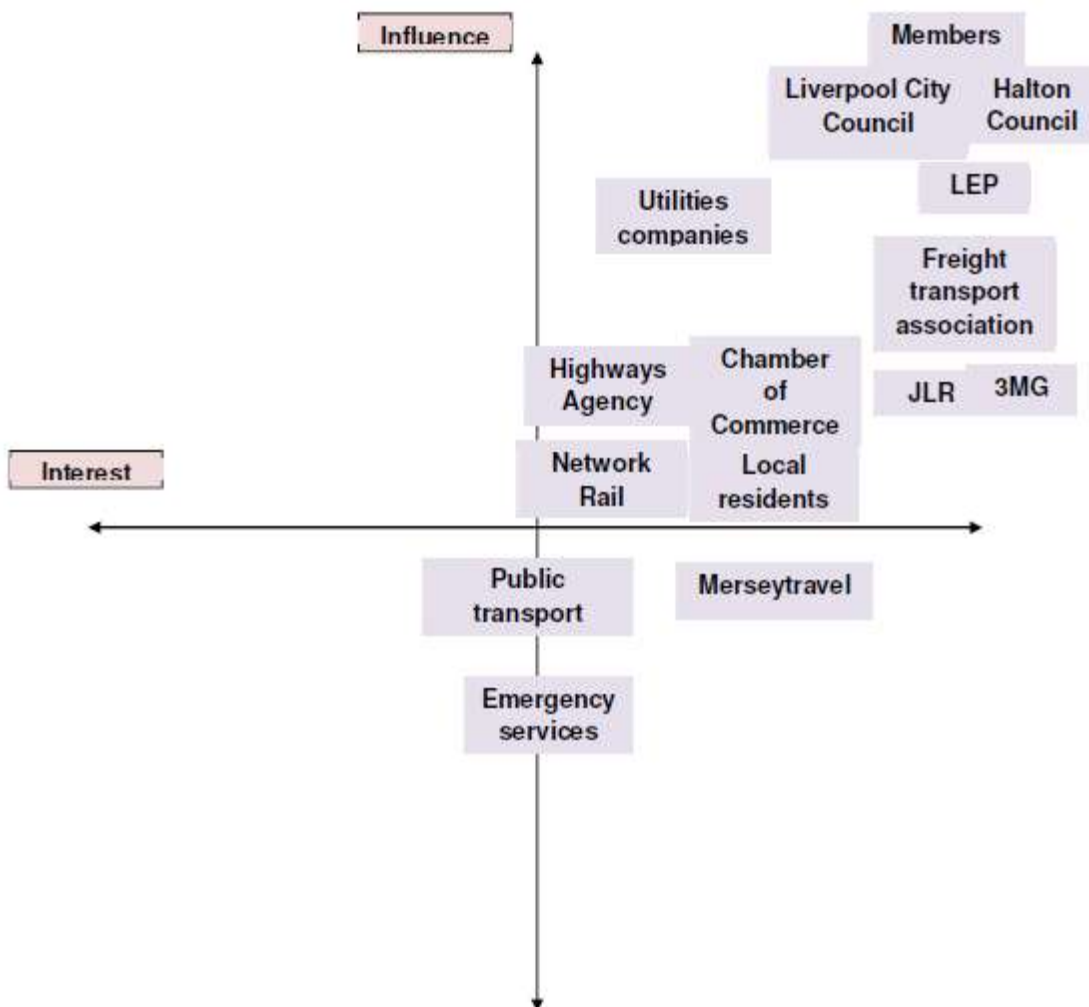 Influence
Members
Liverpool City
Council
Halton
Council
LEP
Utilities
companies
Freight
transport
association
Highways
Agency
Chamber
of
Commerce
JLR
3MG
Interest
Network
Rail
Local
residents
Public
transport
Merseytravel
Emergency
services